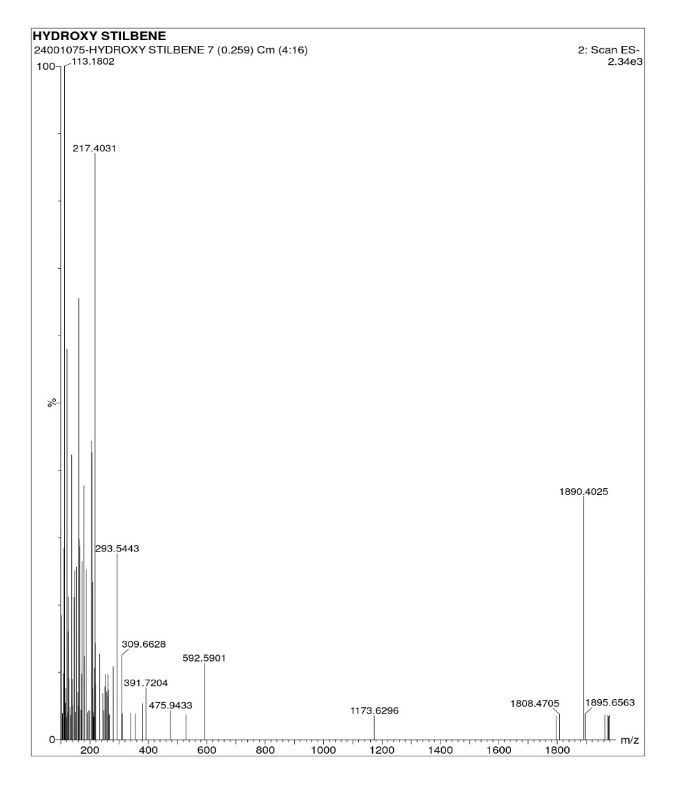 HYDROXY STILBENE
24001075-HYDROXY STILBENE 7 (0.259) Cm (4:16)
2: Scan ES-
2.34e3
100
113.1802
217.4031
%
1890.4025
293.5443
309.6628
592.5901
391.7204
475.9433
1173.6296
1808.4705
1895.6563
0
m/z
200 400 600 800 1000 1200 1400 1600 1800